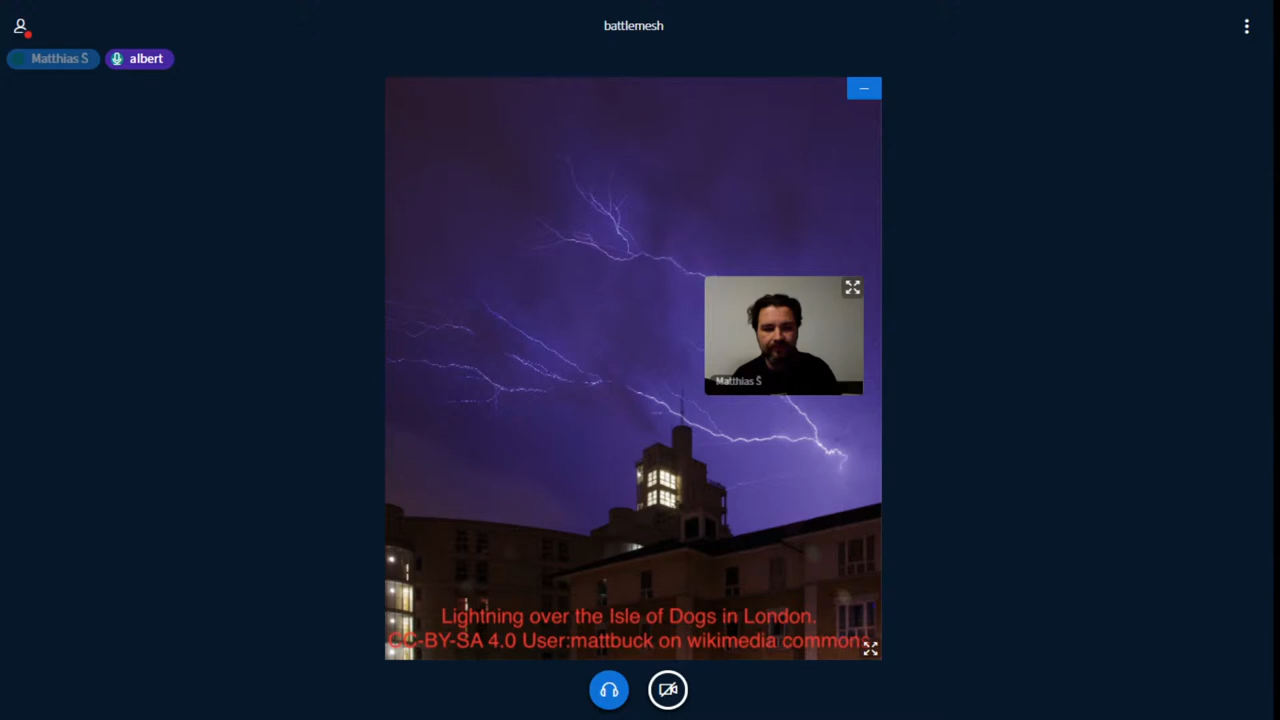 battlemesh
Matthias Š
albert
Matthias Š
Lightning over the Isle of Dogs in London.
CC-BY-SA 4.0 User:mattbuck on wikimedia commons